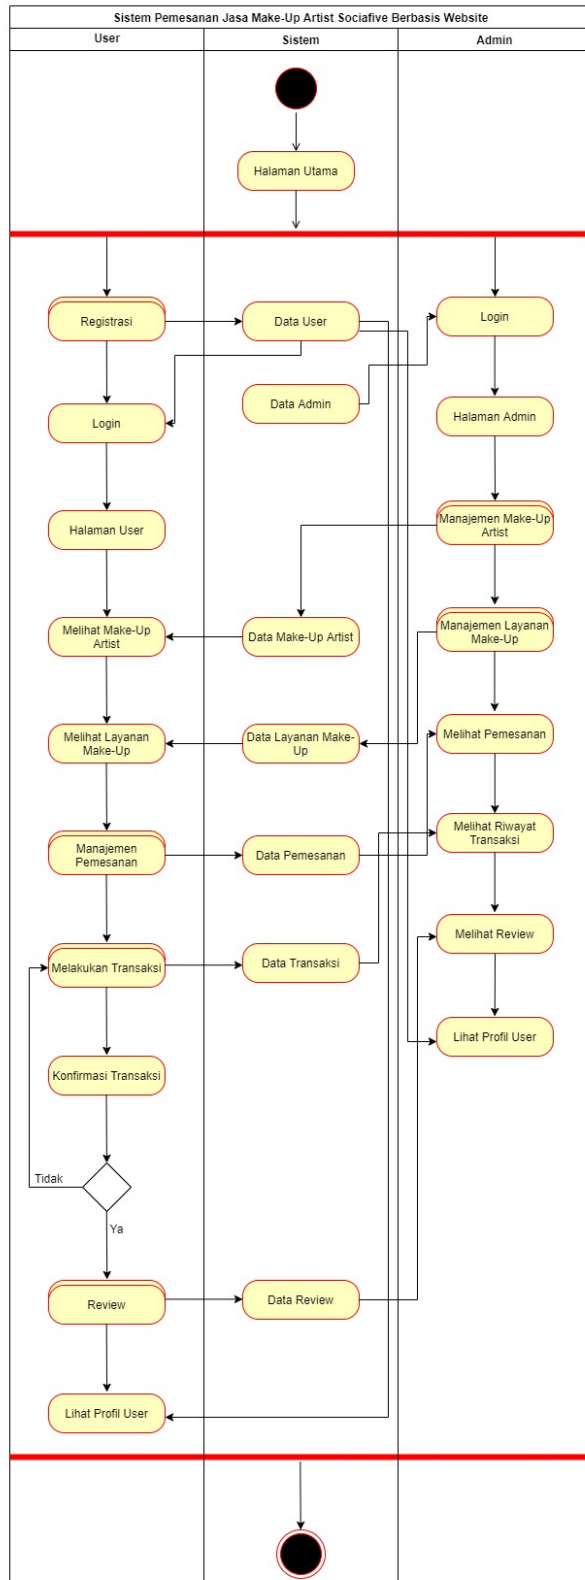 Sistem Pemesanan Jasa Make-Up Artist Sociafive Berbasis Website
User
Sistem
Admin
Halaman Utama
Registrasi
Data User
Login
Data Admin
Login
Halaman Admin
Halaman User
Manajemen Make-Up
Artist
Melihat Make-Up
Artist
Data Make-Up Artist
Manajemen Layanan
Make-Up
Melihat Layanan
Make-Up
Data Layanan Make-
Up
Melihat Pemesanan
Manajemen
Pemesanan
Data Pemesanan
Melihat Riwayat
Transaksi
Melakukan Transaksi
Data Transaksi
Melihat Review
Lihat Profil User
Konfirmasi Transaksi
Tidak
Ya
Review
Data Review
Lihat Profil User